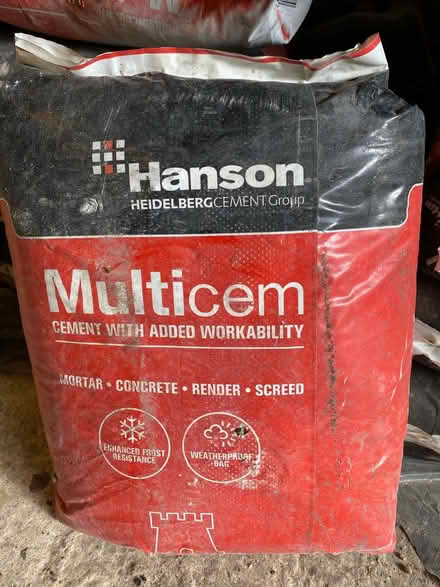 Hanson
HEIDELBERGCEMENT Group
Multicem
CEMENT WITH ADDED WORKABILITY
MORTAR • CONCRETE • RENDER • SCREED
ENHANCED FROST
RESISTANCE
WEATHERPROOF
BAG